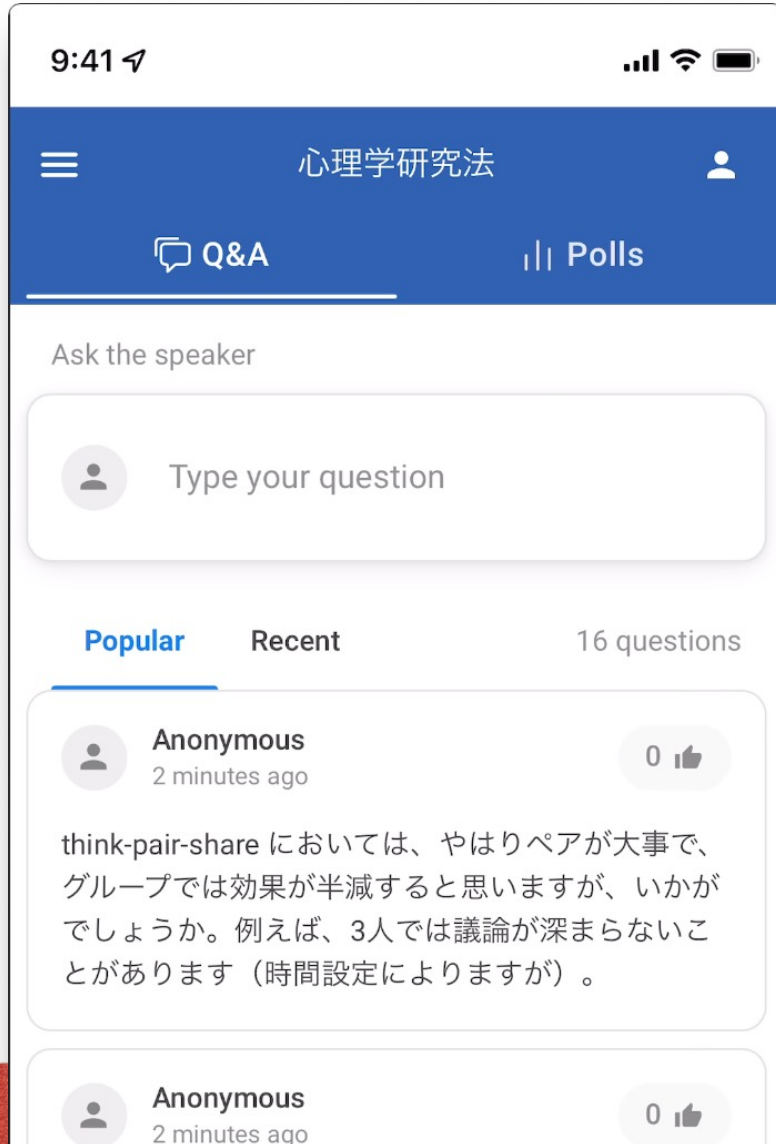 9:41
心理学研究法
Q&A
Polls
Ask the speaker
Type your question
Popular
Recent
16 questions
Anonymous
0
2 minutes ago
think-pair-share においては、やはりペアが大事で、
グループでは効果が半減すると思いますが、いかが
でしょうか。例えば、3人では議論が深まらないこ
とがあります（時間設定によりますが）。
Anonymous
0
2 minutes ago